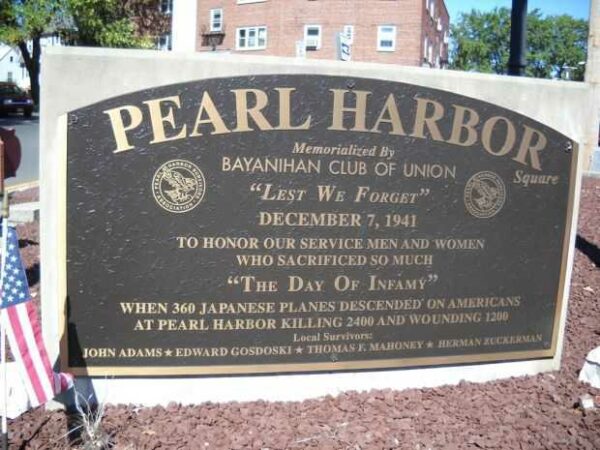 PEARL HARBOR
Square
Memorialized By
BAYANIHAN CLUB OF UNION
"LEST WE FORGET"
DECEMBER 7, 1941
TO HONOR OUR SERVICE MEN AND WOMEN
WHO SACRIFICED SO MUCH
"THE DAY OF INFAMY"
WHEN 360 JAPANESE PLANES DESCENDED ON AMERICANS
AT PEARL HARBOR KILLING 2400 AND WOUNDING 1200
Local Survivors:
JOHN ADAMS ★ EDWARD GOSDOSKI ★ THOMAS F. MAHONEY ★ HERMAN ZUCKERMAN